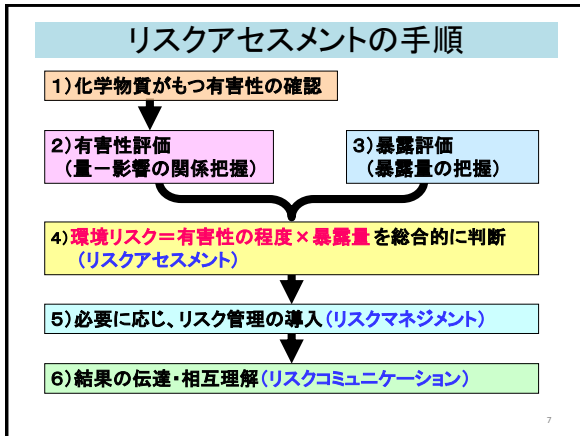 リスクアセスメントの手順
1)化学物質がもつ有害性の確認
2)有害性評価
(量－影響の関係把握)
3)暴露評価
(暴露量の把握)
4)環境リスク＝有害性の程度×暴露量を総合的に判断
(リスクアセスメント)
5)必要に応じ、リスク管理の導入(リスクマネジメント)
6)結果の伝達・相互理解(リスクコミュニケーション)
7